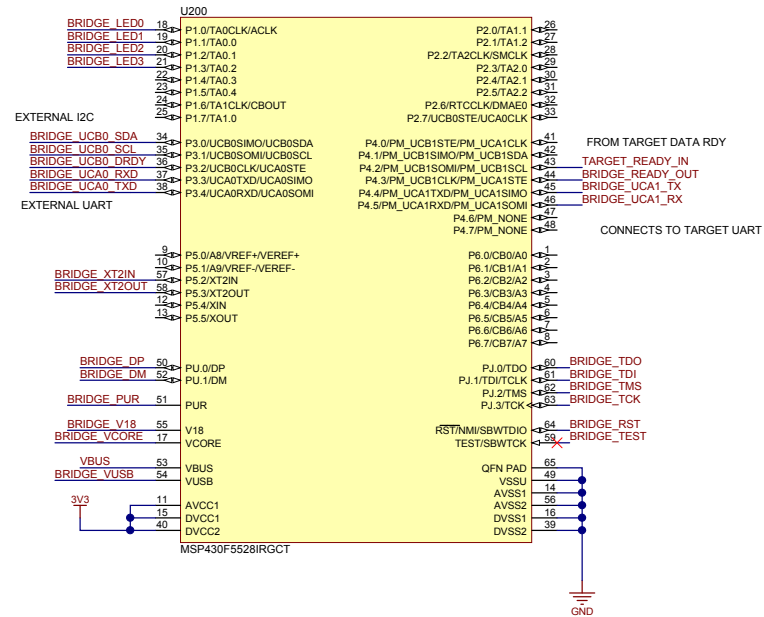 U200
BRIDGE_LED0 18 P1.0/TA0CLK/ACLK
BRIDGE_LED1 19 P1.1/TA0.0
BRIDGE_LED2 20 P1.2/TA0.1
BRIDGE_LED3 21 P1.3/TA0.2
22 P1.4/TA0.3
23 P1.5/TA0.4
24 P1.6/TA1CLK/CBOUT
25 P1.7/TA1.0
EXTERNAL I2C
BRIDGE_UCB0_SDA 34 P3.0/UCB0SIMO/UCB0SDA
BRIDGE_UCB0_SCL 35 P3.1/UCB0SOMI/UCB0SCL
BRIDGE_UCB0_DRDY 36 P3.2/UCB0CLK/UCA0STE
BRIDGE_UCA0_RXD 37 P3.3/UCA0TXD/UCA0SIMO
BRIDGE_UCA0_TXD 38 P3.4/UCA0RXD/UCA0SOMI
EXTERNAL UART
9 P5.0/A8/VREF+/VEREF+
10 P5.1/A9/VREF-/VEREF-
BRIDGE_XT2IN 57 P5.2/XT2IN
BRIDGE_XT2OUT 58 P5.3/XT2OUT
12 P5.4/XIN
13 P5.5/XOUT
BRIDGE_DP 50 PU.0/DP
BRIDGE_DM 52 PU.1/DM
BRIDGE_PUR 51 PUR
BRIDGE_V18 55 V18
BRIDGE_VCORE 17 VCORE
VBUS 53 VBUS
BRIDGE_VUSB 54 VUSB
3V3
11 AVCC1
15 DVCC1
40 DVCC2
MSP430F5528IRGCT
P2.0/TA1.1 26
P2.1/TA1.2 27
P2.2/TA2CLK/SMCLK 28
P2.3/TA2.0 29
P2.4/TA2.1 30
P2.5/TA2.2 31
P2.6/RTCCLK/DMAE0 32
P2.7/UCB0STE/UCA0CLK 33
P4.0/PM_UCB1STE/PM_UCA1CLK 41
FROM TARGET DATA RDY
P4.1/PM_UCB1SIMO/PM_UCB1SDA 42
P4.2/PM_UCB1SOMI/PM_UCB1SCL 43 TARGET_READY_IN
P4.3/PM_UCB1CLK/PM_UCA1STE 44 BRIDGE_READY_OUT
P4.4/PM_UCA1TXD/PM_UCA1SIMO 45 BRIDGE_UCA1_TX
P4.5/PM_UCA1RXD/PM_UCA1SOMI 46 BRIDGE_UCA1_RX
P4.6/PM_NONE 47
P4.7/PM_NONE 48
CONNECTS TO TARGET UART
P6.0/CB0/A0 1
P6.1/CB1/A1 2
P6.2/CB2/A2 3
P6.3/CB3/A3 4
P6.4/CB4/A4 5
P6.5/CB5/A5 6
P6.6/CB6/A6 7
P6.7/CB7/A7 8
PJ.0/TDO 60 BRIDGE_TDO
PJ.1/TDI/TCLK 61 BRIDGE_TDI
PJ.2/TMS 62 BRIDGE_TMS
PJ.3/TCK 63 BRIDGE_TCK
RST/NMI/SBWTDIO 64 BRIDGE_RST
TEST/SBWTCK 59 BRIDGE_TEST
QFN PAD 65
VSSU 49
AVSS1 14
AVSS2 56
DVSS1 16
DVSS2 39
GND